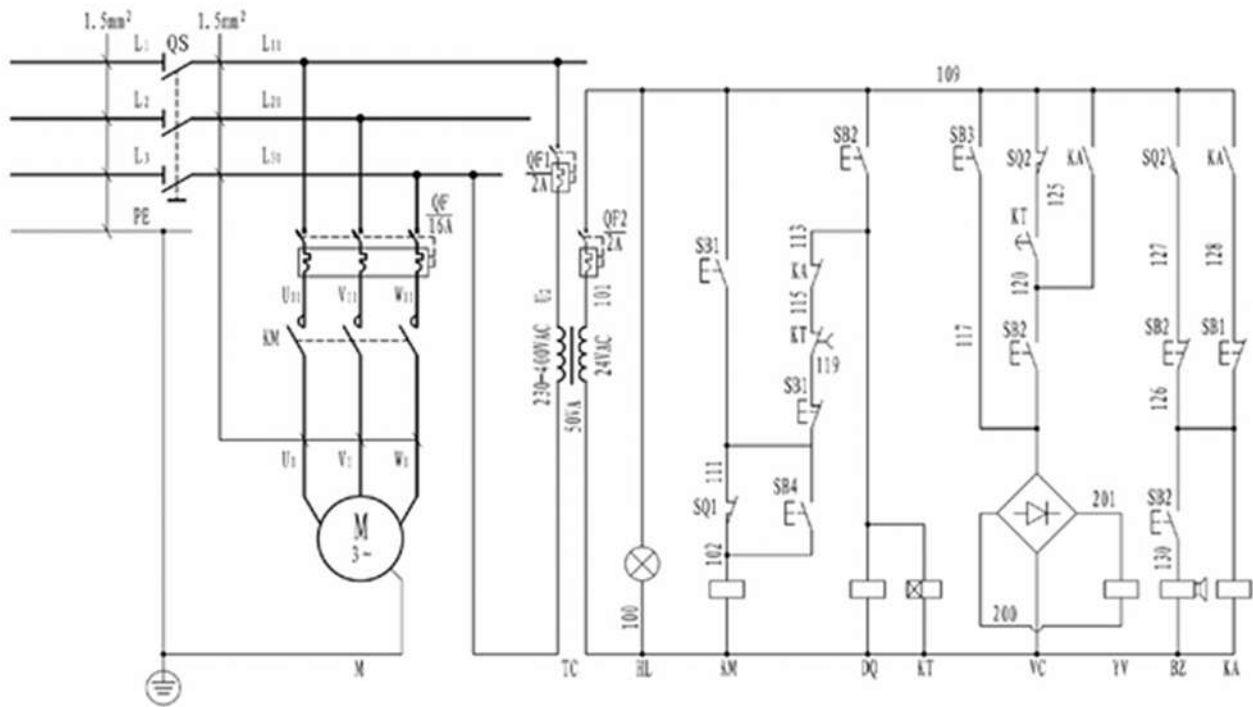 1.5mm² 1.5mm²
L1 QS L11
L2 L21
L3 L31
PE
QF 16A
QF1 2A
QF2 2A
U11 V11 W11
KM
U1 V1 W1
M 3~
M
U2
101
230-400VAC
24VAC
50VA
TC
109
100
HL
SB1
111
SQ1
102
KM
SB2
113
KA
115
KT
119
SB1
SB4
DQ
KT
SB3
117
SQ2
125
KA
KT
120
SB2
201
200
VC
YV
SQ2
127
SB2
126
SB2
130
BZ
KA
128
SB1
KA